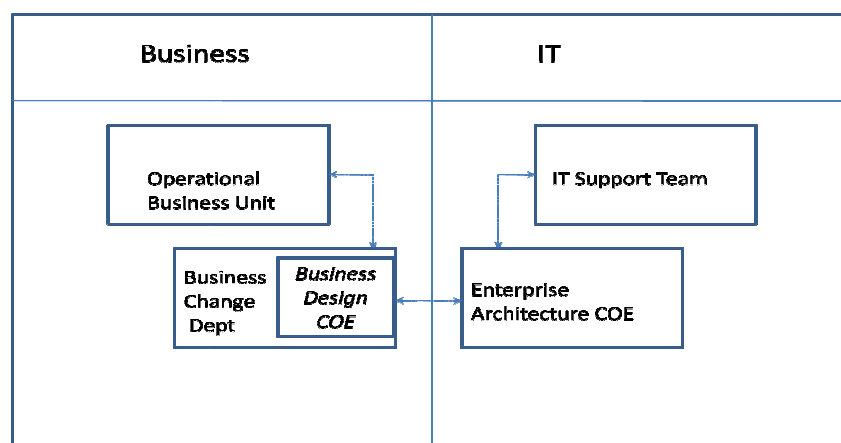 Business
IT
Operational
Business Unit
IT Support Team
Business
Change
Dept
Business
Design
COE
Enterprise
Architecture COE